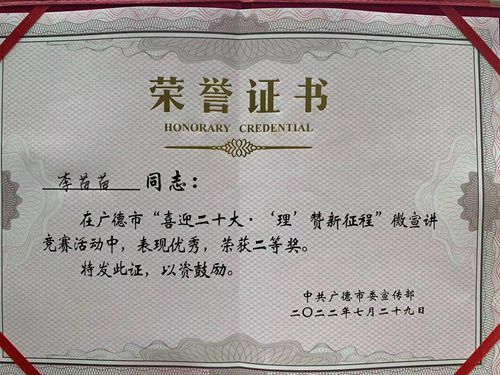 荣誉证书
HONORARY CREDENTIAL
李苗苗 同志：
在广德市“喜迎二十大·‘理’赞新征程”微宣讲
竞赛活动中，表现优秀，荣获二等奖。
特发此证，以资鼓励。
中共广德市委宣传部
二〇二二年七月二十九日